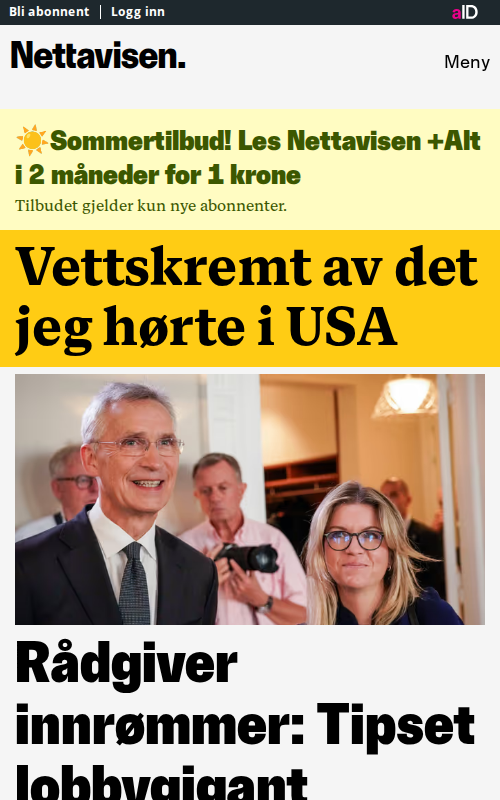 Bli abonnent | Logg inn
aID
Nettavisen.
Meny
☀️Sommertilbud! Les Nettavisen +Alt
i 2 måneder for 1 krone
Tilbudet gjelder kun nye abonnenter.
Vettskremt av det
jeg hørte i USA
Rådgiver
innrømmer: Tipset
lobbygigant